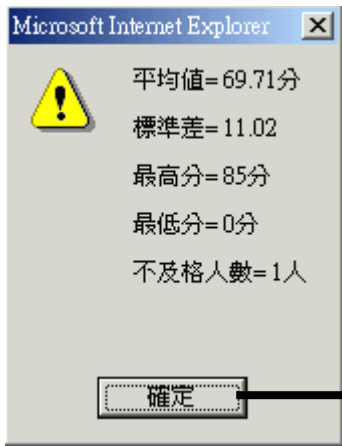 Microsoft Internet Explorer
平均值=69.71分
標準差=11.02
最高分=85分
最低分=0分
不及格人數=1人
確定